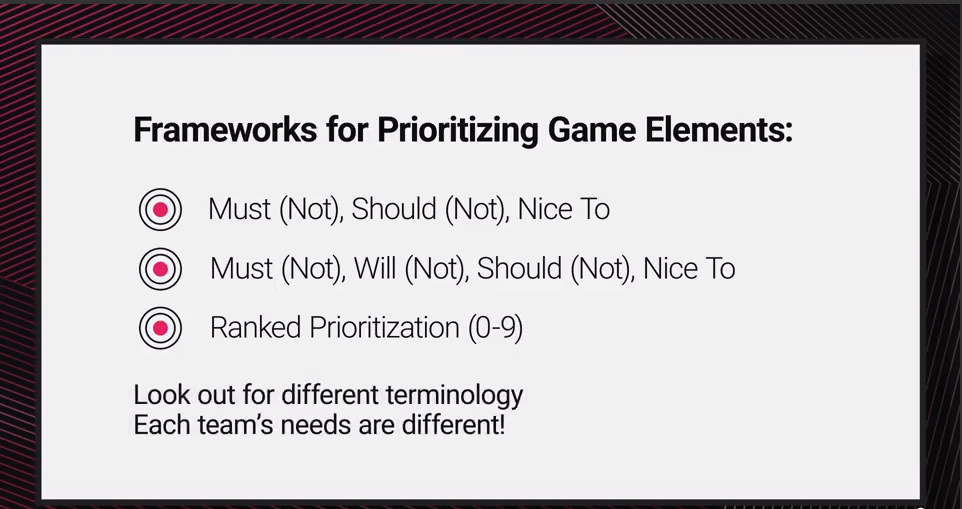 Frameworks for Prioritizing Game Elements:
Must (Not), Should (Not), Nice To
Must (Not), Will (Not), Should (Not), Nice To
Ranked Prioritization (0-9)
Look out for different terminology
Each team’s needs are different!